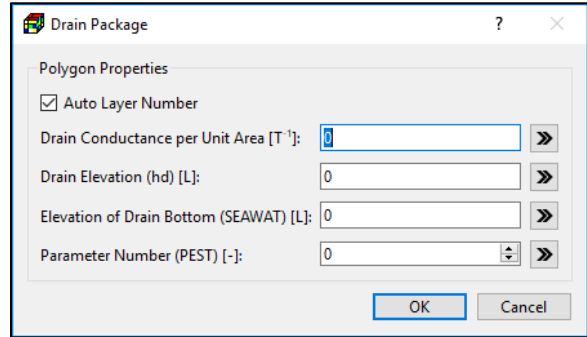 Drain Package
Polygon Properties
Auto Layer Number
Drain Conductance per Unit Area [T⁻¹]: 0
Drain Elevation (hd) [L]: 0
Elevation of Drain Bottom (SEAWAT) [L]: 0
Parameter Number (PEST) [-]: 0
OK Cancel